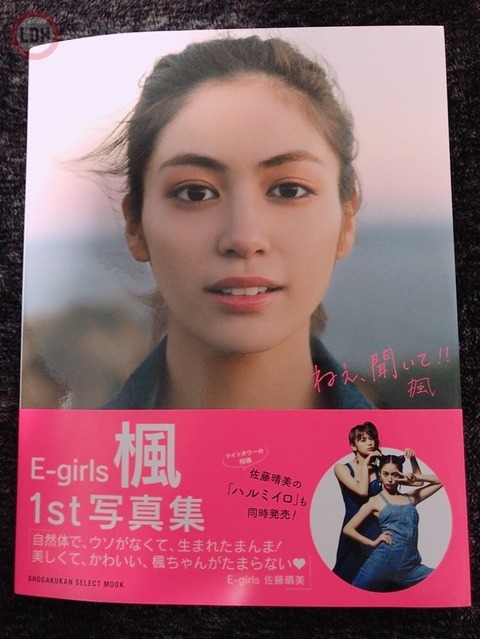 LDH
ねえ、聞いて!!
楓
E-girls 楓
1st 写真集
ツインタワーの
相棒
佐藤晴美の
「ハルミイロ」も
同時発売!
「自然体で、ウソがなくて、生まれたまんま!
美しくて、かわいい、楓ちゃんがたまらない♥」
E-girls 佐藤晴美
SHOGAKUKAN SELECT MOOK